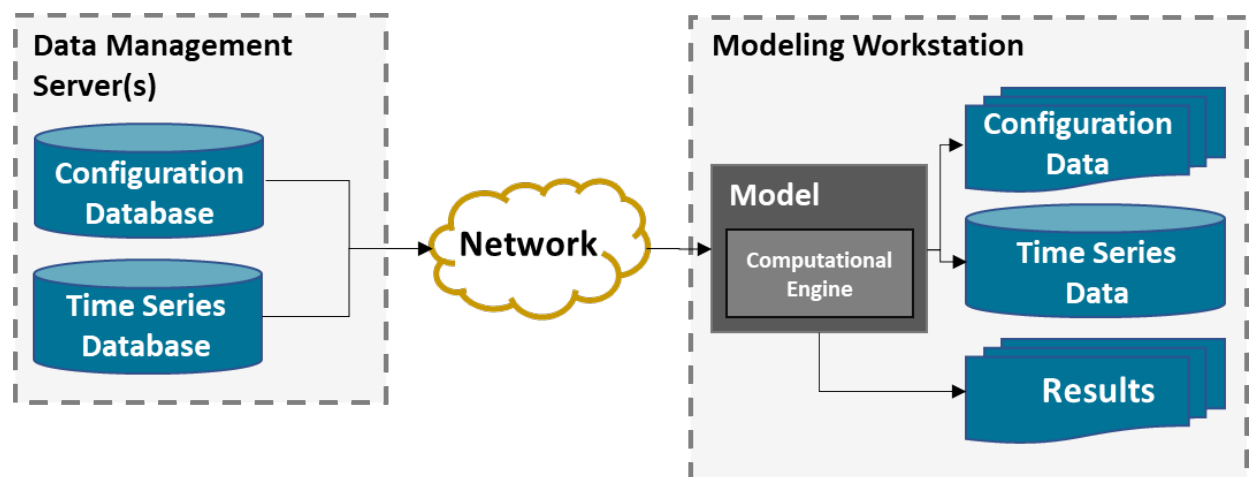 Data Management
Server(s)
Configuration
Database
Time Series
Database
Network
Modeling Workstation
Model
Computational
Engine
Configuration
Data
Time Series
Data
Results